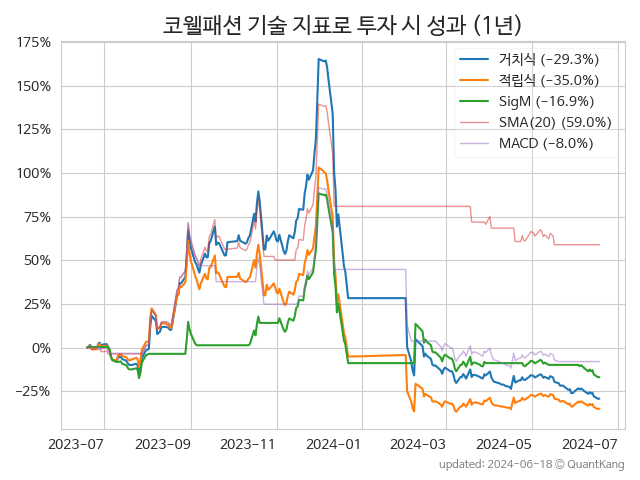 코웰패션 기술 지표로 투자 시 성과 (1년)
175%
150%
125%
100%
75%
50%
25%
0%
−25%
거치식 (−29.3%)
적립식 (−35.0%)
SigM (−16.9%)
SMA(20) (59.0%)
MACD (−8.0%)
2023−07
2023−09
2023−11
2024−01
2024−03
2024−05
2024−07
updated: 2024-06-18 © QuantKang